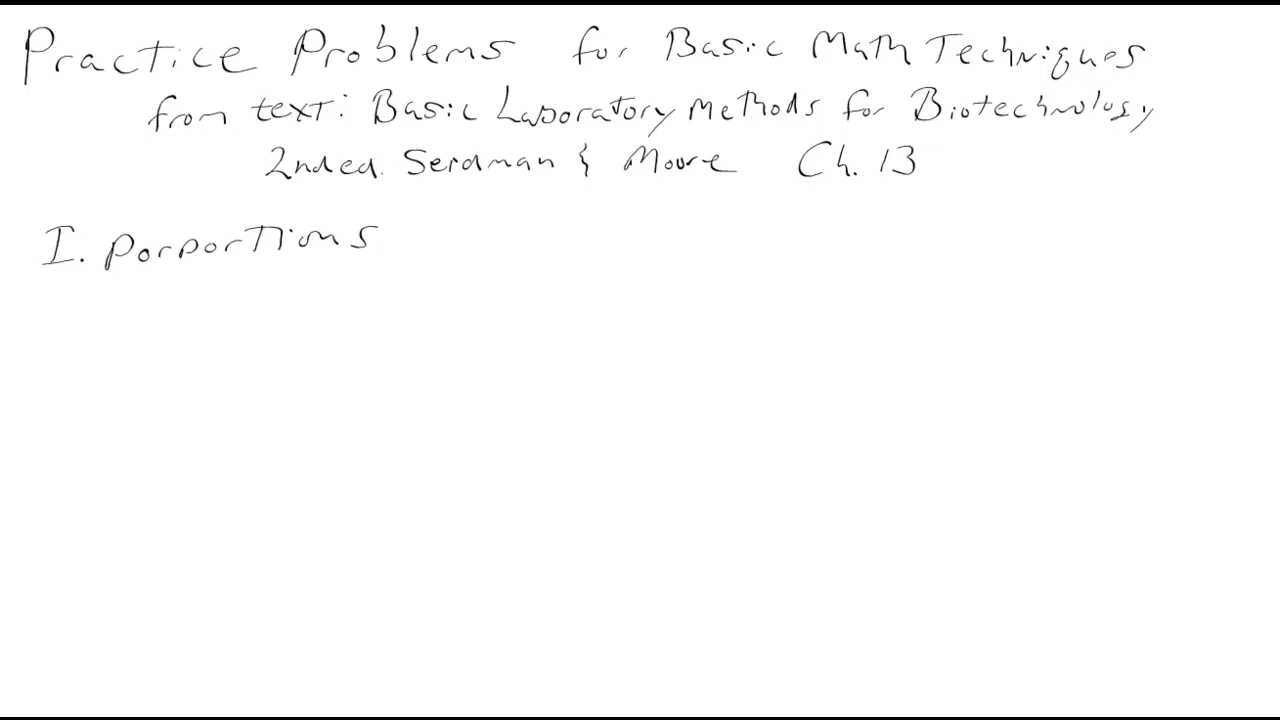 Practice Problems for Basic Math Techniques
from text: Basic Laboratory Methods for Biotechnology
2nd ed. Seidman & Moore Ch. 13
I. Porportions